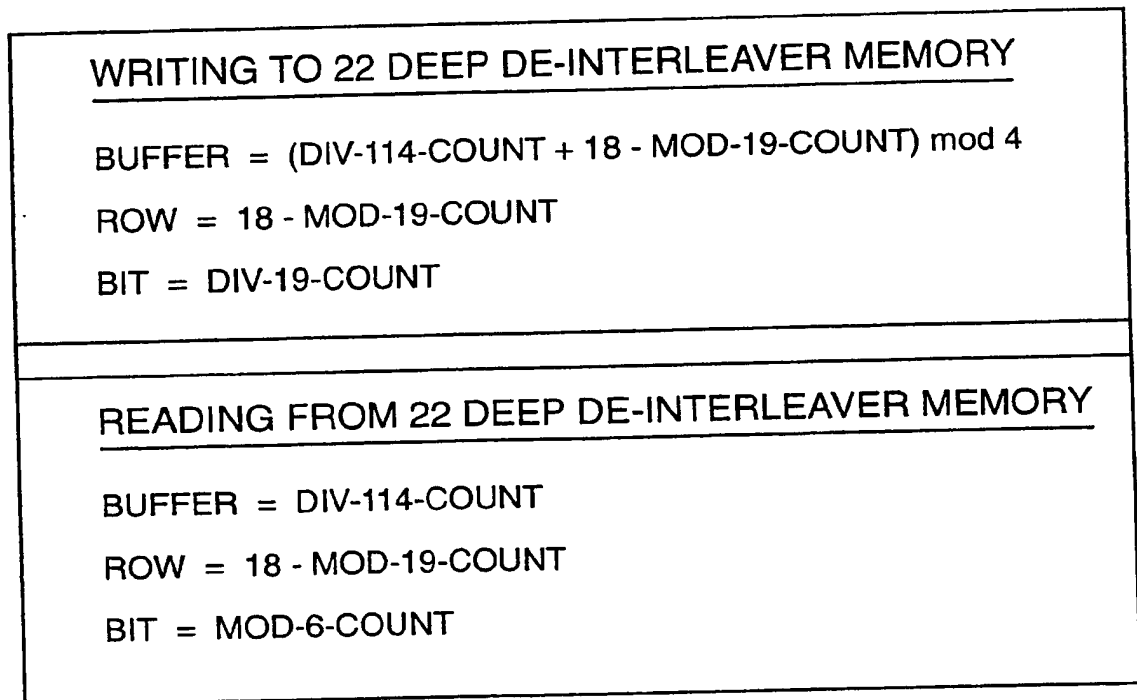 WRITING TO 22 DEEP DE-INTERLEAVER MEMORY
BUFFER = (DIV-114-COUNT + 18 - MOD-19-COUNT) mod 4
ROW = 18 - MOD-19-COUNT
BIT = DIV-19-COUNT
READING FROM 22 DEEP DE-INTERLEAVER MEMORY
BUFFER = DIV-114-COUNT
ROW = 18 - MOD-19-COUNT
BIT = MOD-6-COUNT